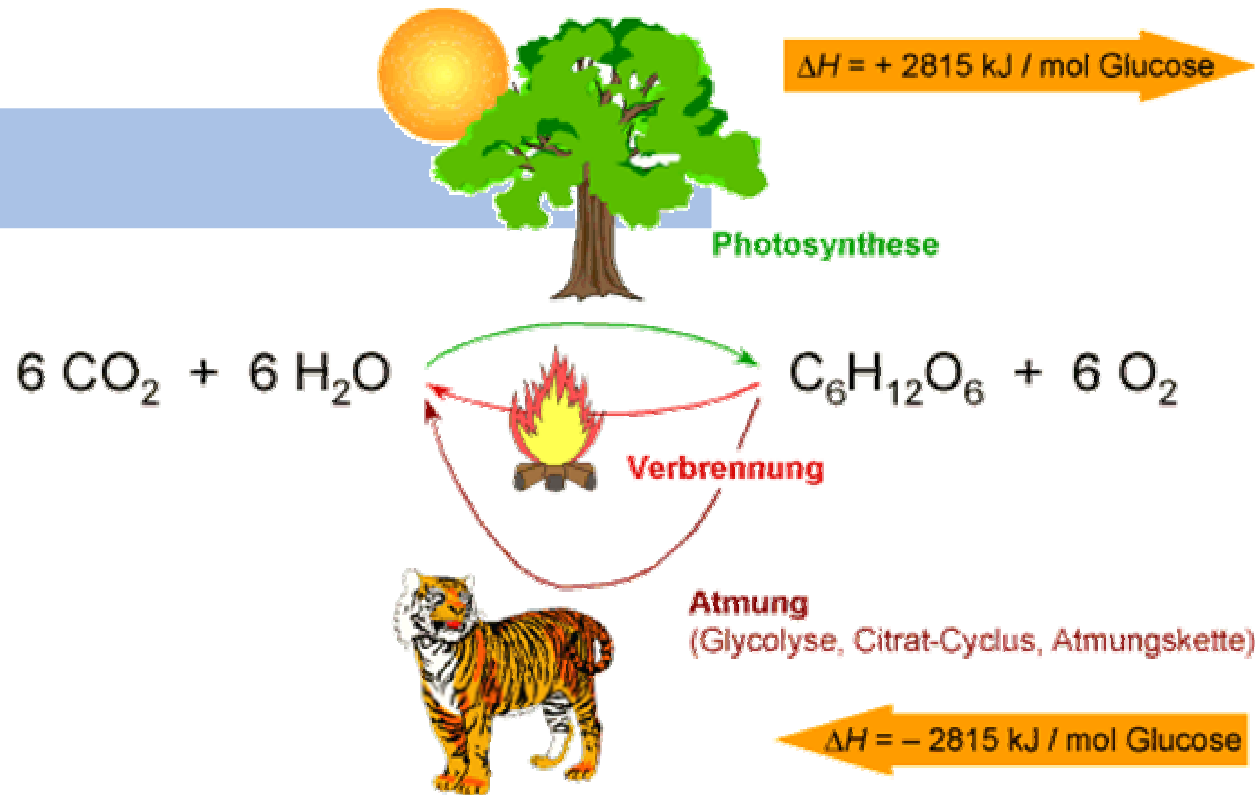 ΔH = + 2815 kJ / mol Glucose
Photosynthese
6 CO₂ + 6 H₂O C₆H₁₂O₆ + 6 O₂
Verbrennung
Atmung
(Glycolyse, Citrat-Cyclus, Atmungskette)
ΔH = – 2815 kJ / mol Glucose